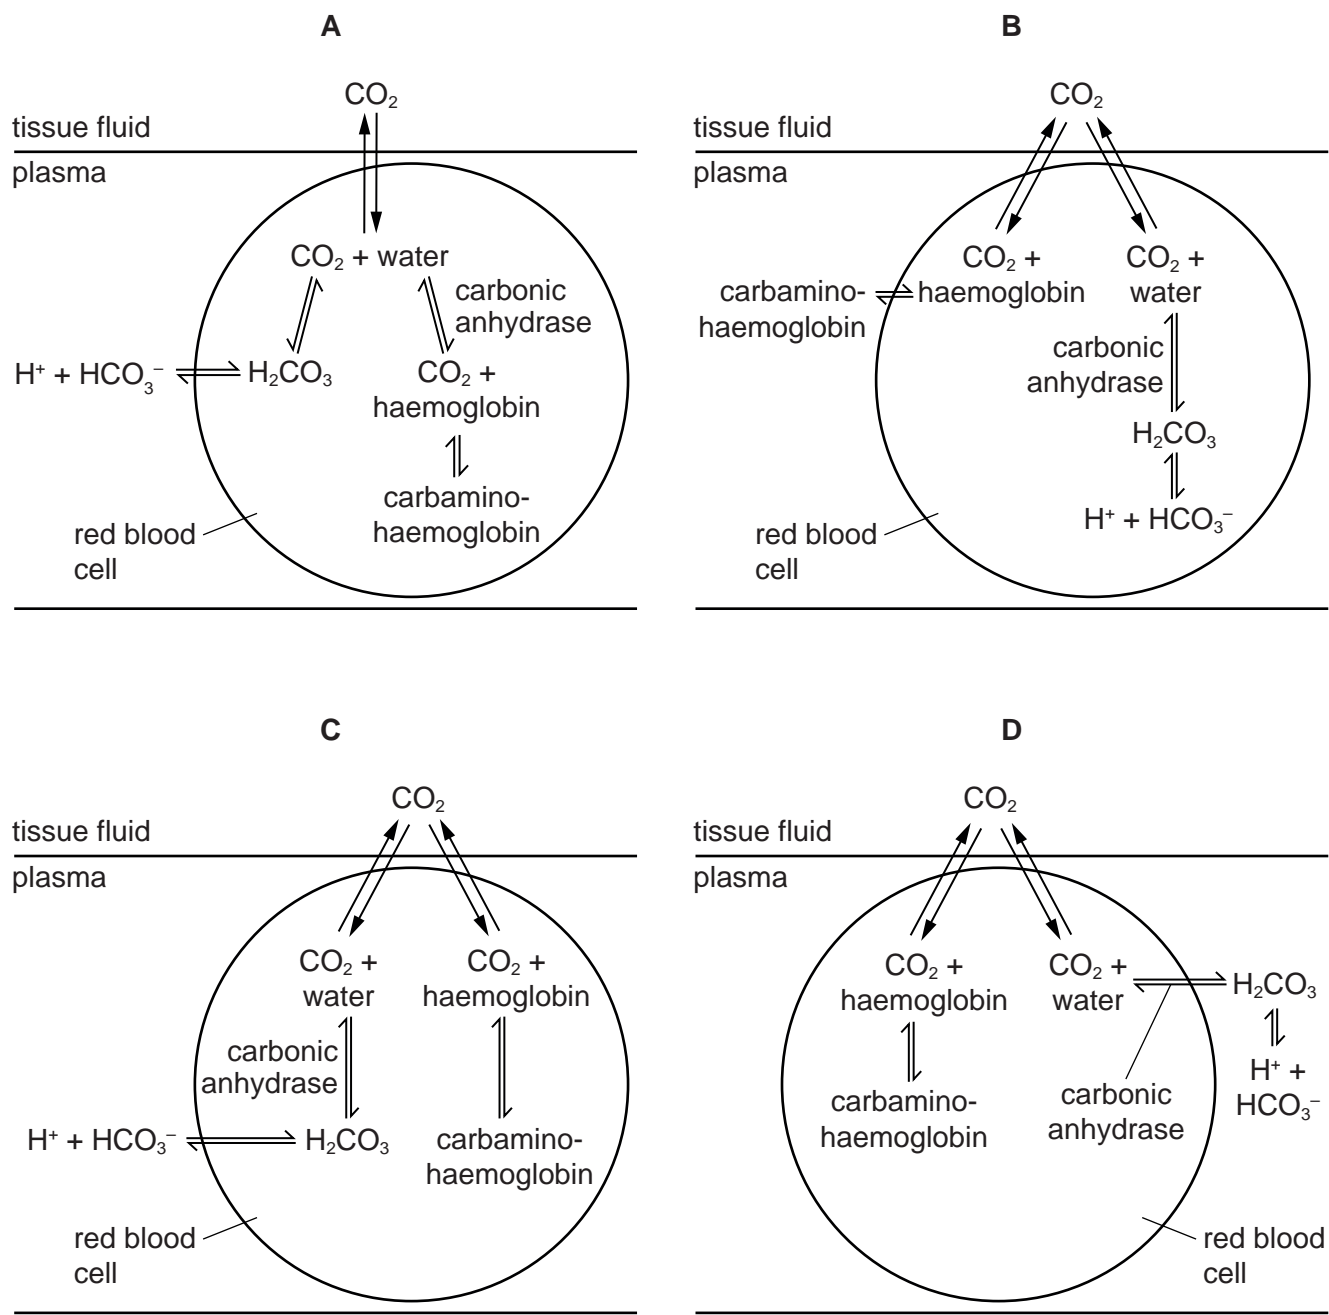 A
CO₂
tissue fluid
plasma
CO₂ + water
carbonic
anhydrase
H⁺ + HCO₃⁻
H₂CO₃
CO₂ +
haemoglobin
carbamino-
haemoglobin
red blood
cell
B
CO₂
tissue fluid
plasma
CO₂ +
haemoglobin
CO₂ +
water
carbamino-
haemoglobin
carbonic
anhydrase
H₂CO₃
H⁺ + HCO₃⁻
red blood
cell
C
CO₂
tissue fluid
plasma
CO₂ +
water
CO₂ +
haemoglobin
carbonic
anhydrase
H⁺ + HCO₃⁻
H₂CO₃
carbamino-
haemoglobin
red blood
cell
D
CO₂
tissue fluid
plasma
CO₂ +
haemoglobin
CO₂ +
water
H₂CO₃
H⁺ +
HCO₃⁻
carbamino-
haemoglobin
carbonic
anhydrase
red blood
cell